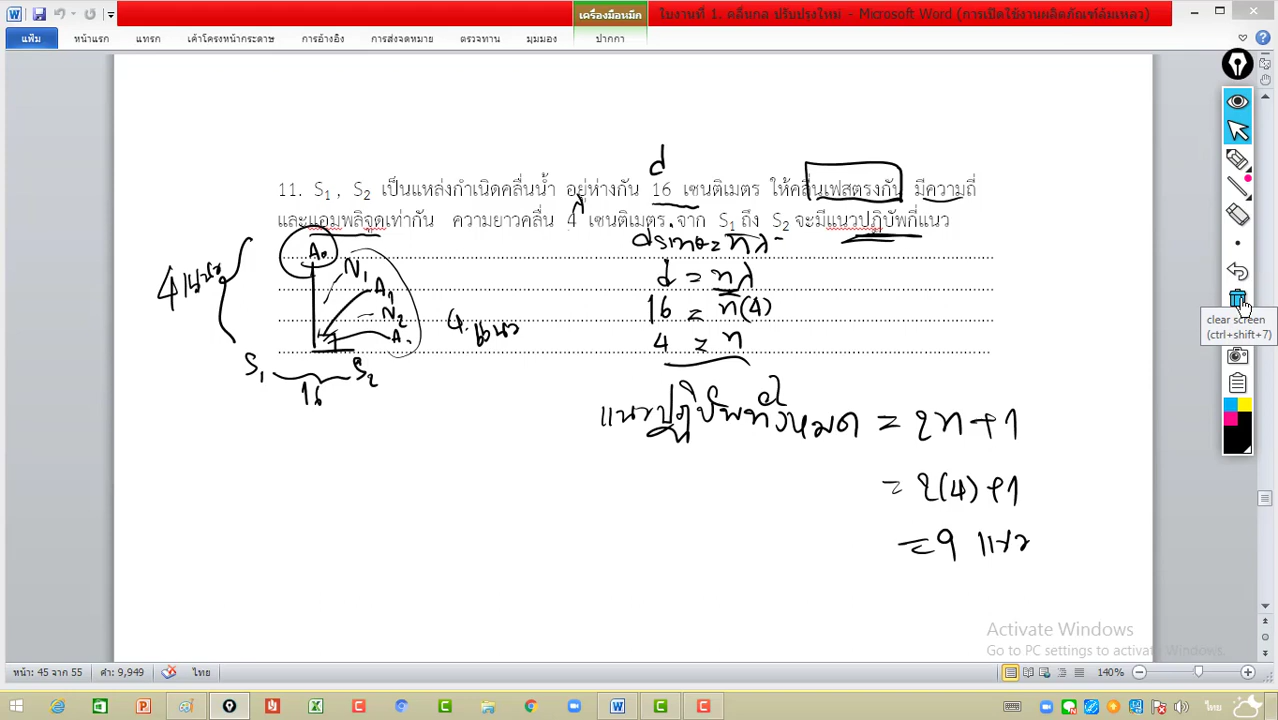 เครื่องมือหมึก
ใบงานที่ 1. คลื่นกล ปรับปรุงใหม่ - Microsoft Word (การเปิดใช้งานผลิตภัณฑ์ล้มเหลว)
แฟ้ม หน้าแรก แทรก เค้าโครงหน้ากระดาษ การอ้างอิง การส่งจดหมาย ตรวจทาน มุมมอง ปากกา
d
11. S1 , S2 เป็นแหล่งกำเนิดคลื่นน้ำ อยู่ห่างกัน 16 เซนติเมตร ให้คลื่นเฟสตรงกัน มีความถี่
และแอมพลิจูดเท่ากัน ความยาวคลื่น 4 เซนติเมตร จาก S1 ถึง S2 จะมีแนวปฏิบัพกี่แนว
A0
N1
A1
N2
4 แนว
4 แนว
S1 S2
16
d sinθ = nλ
d = nλ
16 = n(4)
4 = n
แนวปฏิบัพทั้งหมด = 2n+1
= 2(4)+1
= 9 แนว
clear screen
(ctrl+shift+7)
Activate Windows
Go to PC settings to activate Windows.
หน้า: 45 จาก 55 คำ: 9,949 ไทย 140%
ไทย